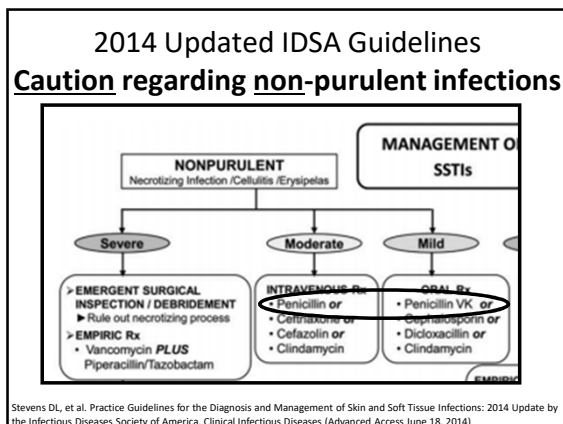 2014 Updated IDSA Guidelines
Caution regarding non-purulent infections
MANAGEMENT O
SSTIs
NONPURULENT
Necrotizing Infection /Cellulitis /Erysipelas
Severe
Moderate
Mild
➢EMERGENT SURGICAL
INSPECTION / DEBRIDEMENT
►Rule out necrotizing process
➢EMPIRIC Rx
• Vancomycin PLUS
Piperacillin/Tazobactam
INTRAVENOUS Rx
• Penicillin or
• Ceftriaxone or
• Cefazolin or
• Clindamycin
ORAL Rx
• Penicillin VK or
• Cephalosporin or
• Dicloxacillin or
• Clindamycin
Stevens DL, et al. Practice Guidelines for the Diagnosis and Management of Skin and Soft Tissue Infections: 2014 Update by
the Infectious Diseases Society of America. Clinical Infectious Diseases (Advanced Access June 18, 2014)